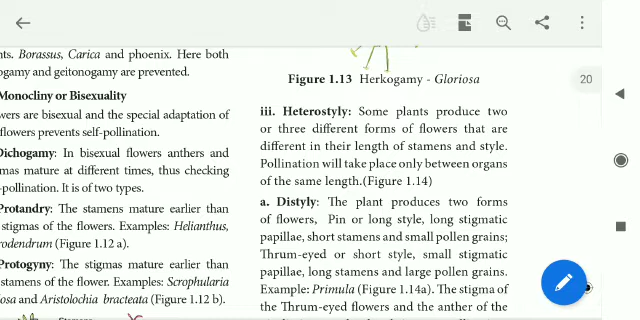 nts. Borassus, Carica and phoenix. Here both
ogamy and geitonogamy are prevented.
Monocliny or Bisexuality
wers are bisexual and the special adaptation of
flowers prevents self-pollination.
Dichogamy: In bisexual flowers anthers and
mas mature at different times, thus checking
-pollination. It is of two types.
Protandry: The stamens mature earlier than
stigmas of the flower. Examples: Helianthus,
rodendrum (Figure 1.12 a).
Protogyny: The stigmas mature earlier than
stamens of the flower. Examples: Scrophularia
osa and Aristolochia bracteata (Figure 1.12 b).
Stamens
Figure 1.13 Herkogamy - Gloriosa
20
iii. Heterostyly: Some plants produce two
or three different forms of flowers that are
different in their length of stamens and style.
Pollination will take place only between organs
of the same length.(Figure 1.14)
a. Distyly: The plant produces two forms
of flowers, Pin or long style, long stigmatic
papillae, short stamens and small pollen grains;
Thrum-eyed or short style, small stigmatic
papillae, long stamens and large pollen grains.
Example: Primula (Figure 1.14a). The stigma of
the Thrum-eyed flowers and the anther of the